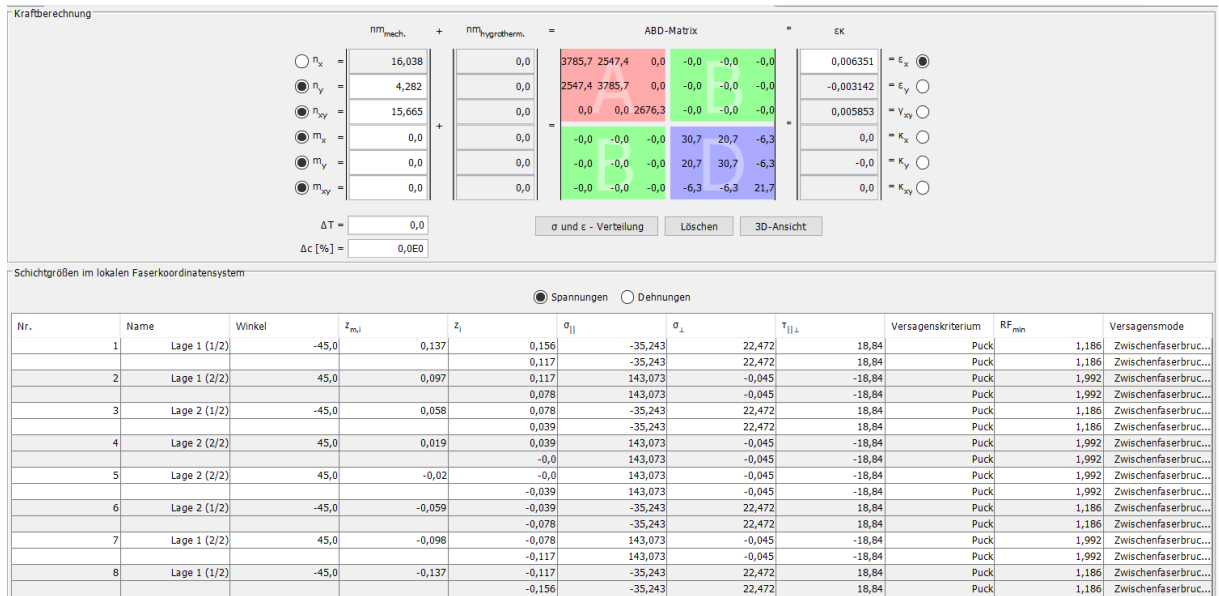 Kraftberechnung
nm mech. + nm hygrotherm. = ABD-Matrix * εκ
n x = 16,038 0,0 3785,7 2547,4 0,0 -0,0 -0,0 -0,0 0,006351 = ε x
n y = 4,282 0,0 2547,4 3785,7 0,0 -0,0 -0,0 -0,0 -0,003142 = ε y
n xy = 15,665 0,0 0,0 0,0 2676,3 -0,0 -0,0 -0,0 0,005853 = γ xy
+ = *
m x = 0,0 0,0 -0,0 -0,0 -0,0 30,7 20,7 -6,3 0,0 = κ x
m y = 0,0 0,0 -0,0 -0,0 -0,0 20,7 30,7 -6,3 -0,0 = κ y
m xy = 0,0 0,0 -0,0 -0,0 -0,0 -6,3 -6,3 21,7 0,0 = κ xy
A B
B D
ΔT = 0,0 σ und ε - Verteilung Löschen 3D-Ansicht
Δc [%] = 0,0E0
Schichtgrößen im lokalen Faserkoordinatensystem
Spannungen Dehnungen
Nr. Name Winkel z m,i z i σ || σ ⊥ τ ||⊥ Versagenskriterium RF min Versagensmode
1 Lage 1 (1/2) -45,0 0,137 0,156 -35,243 22,472 18,84 Puck 1,186 Zwischenfaserbruc...
0,117 -35,243 22,472 18,84 Puck 1,186 Zwischenfaserbruc...
2 Lage 1 (2/2) 45,0 0,097 0,117 143,073 -0,045 -18,84 Puck 1,992 Zwischenfaserbruc...
0,078 143,073 -0,045 -18,84 Puck 1,992 Zwischenfaserbruc...
3 Lage 2 (1/2) -45,0 0,058 0,078 -35,243 22,472 18,84 Puck 1,186 Zwischenfaserbruc...
0,039 -35,243 22,472 18,84 Puck 1,186 Zwischenfaserbruc...
4 Lage 2 (2/2) 45,0 0,019 0,039 143,073 -0,045 -18,84 Puck 1,992 Zwischenfaserbruc...
-0,0 143,073 -0,045 -18,84 Puck 1,992 Zwischenfaserbruc...
5 Lage 2 (2/2) 45,0 -0,02 -0,0 143,073 -0,045 -18,84 Puck 1,992 Zwischenfaserbruc...
-0,039 143,073 -0,045 -18,84 Puck 1,992 Zwischenfaserbruc...
6 Lage 2 (1/2) -45,0 -0,059 -0,039 -35,243 22,472 18,84 Puck 1,186 Zwischenfaserbruc...
-0,078 -35,243 22,472 18,84 Puck 1,186 Zwischenfaserbruc...
7 Lage 1 (2/2) 45,0 -0,098 -0,078 143,073 -0,045 -18,84 Puck 1,992 Zwischenfaserbruc...
-0,117 143,073 -0,045 -18,84 Puck 1,992 Zwischenfaserbruc...
8 Lage 1 (1/2) -45,0 -0,137 -0,117 -35,243 22,472 18,84 Puck 1,186 Zwischenfaserbruc...
-0,156 -35,243 22,472 18,84 Puck 1,186 Zwischenfaserbruc...